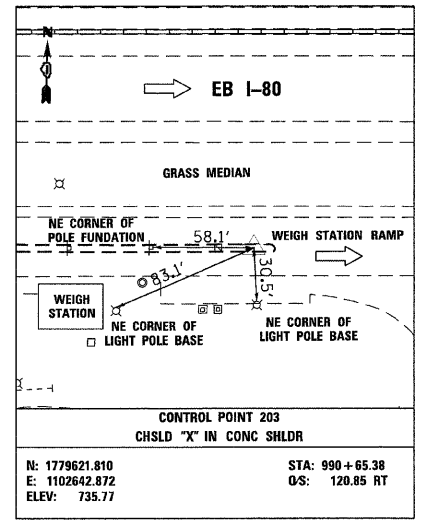 N
EB I-80
GRASS MEDIAN
NE CORNER OF
POLE FUNDATION
58.1'
WEIGH STATION RAMP
83.1'
30.5'
WEIGH
STATION
NE CORNER OF
LIGHT POLE BASE
NE CORNER OF
LIGHT POLE BASE
CONTROL POINT 203
CHSLD "X" IN CONC SHLDR
N: 1779621.810
E: 1102642.872
ELEV: 735.77
STA: 990+65.38
O/S: 120.85 RT